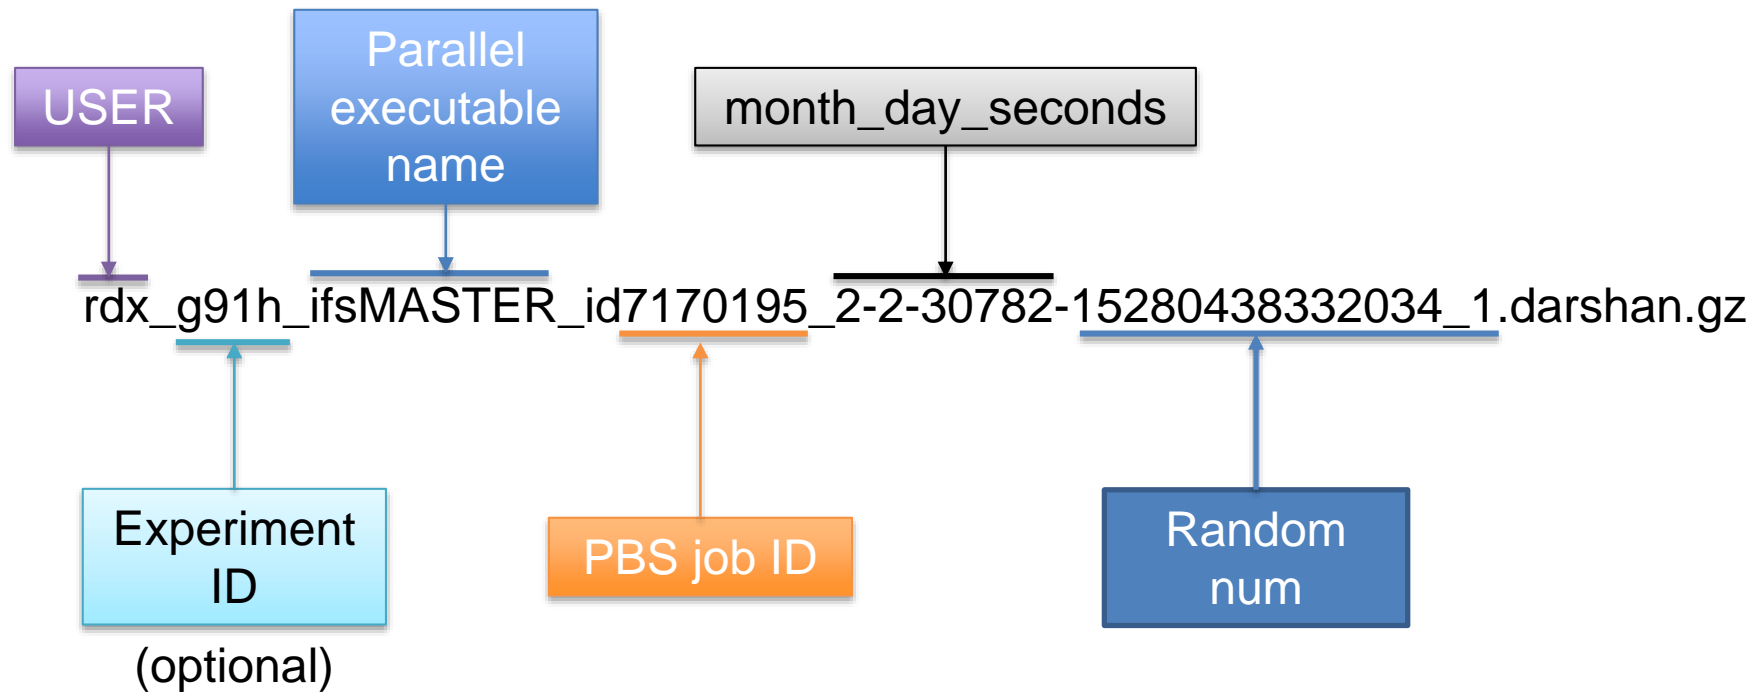 USER
Parallel
executable
name
month_day_seconds
rdx_g91h_ifsMASTER_id7170195_2-2-30782-15280438332034_1.darshan.gz
Experiment
ID
(optional)
PBS job ID
Random
num